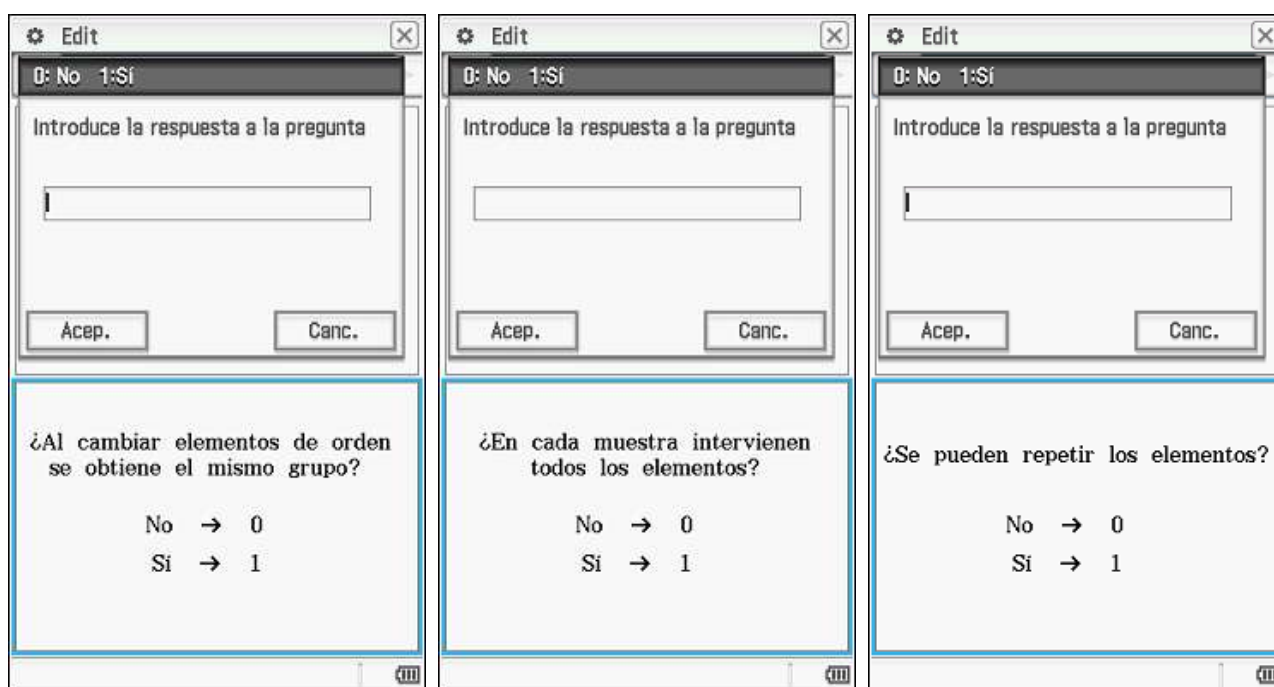 Edit
0: No 1:Sí
Introduce la respuesta a la pregunta
Acep. Canc.
¿Al cambiar elementos de orden
se obtiene el mismo grupo?
No → 0
Sí → 1
Edit
0: No 1:Sí
Introduce la respuesta a la pregunta
Acep. Canc.
¿En cada muestra intervienen
todos los elementos?
No → 0
Sí → 1
Edit
0: No 1:Sí
Introduce la respuesta a la pregunta
Acep. Canc.
¿Se pueden repetir los elementos?
No → 0
Sí → 1